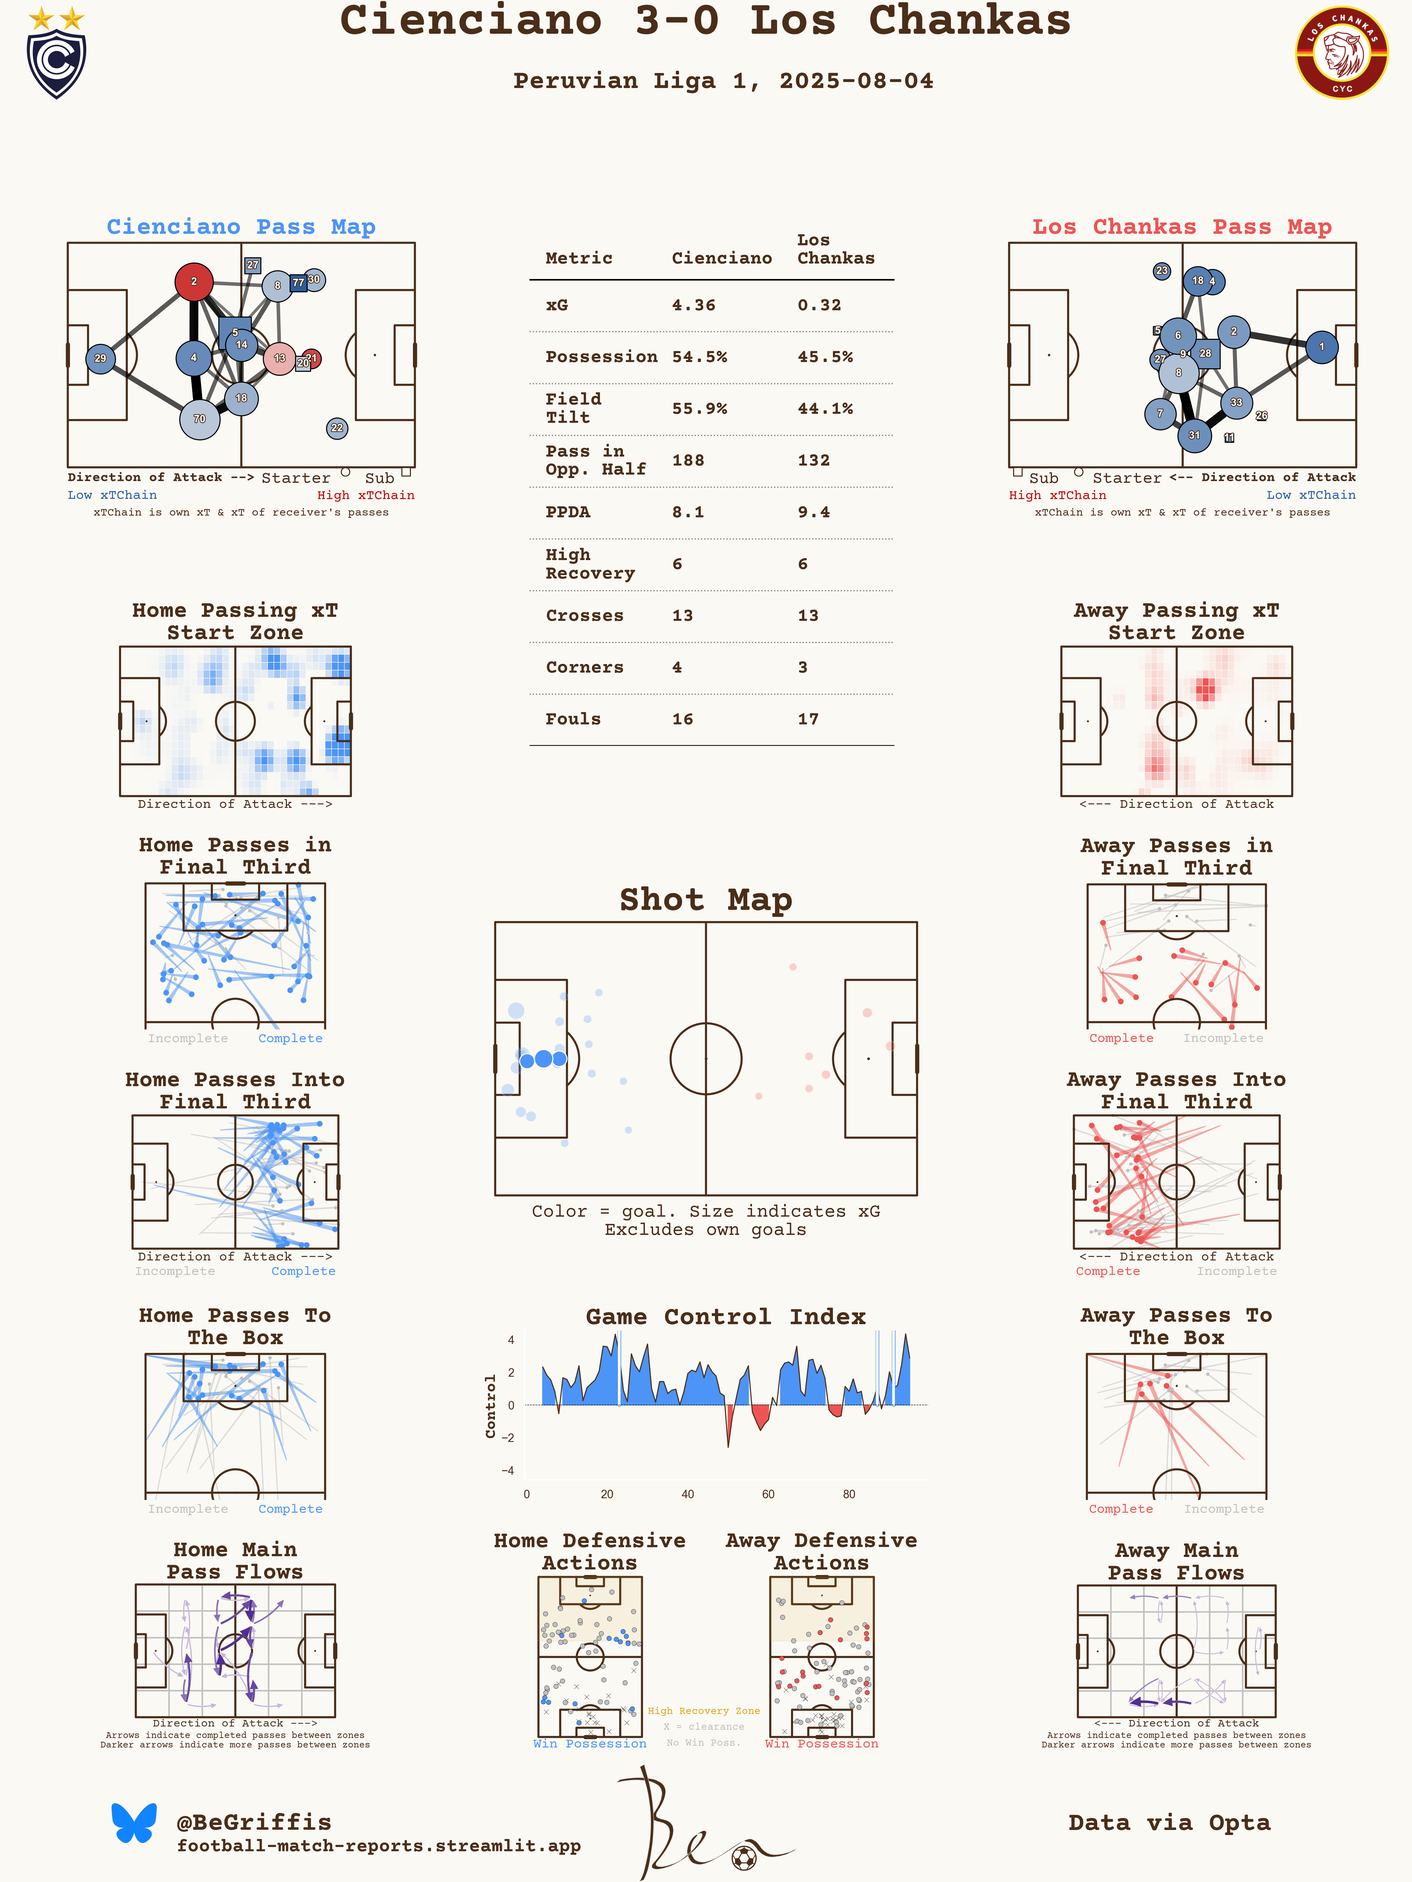 Cienciano 3-0 Los Chankas
Peruvian Liga 1, 2025-08-04
LOS CHANKAS
CYC
Cienciano Pass Map
27
2
8
77
30
5
14
29
4
13
20
21
18
70
22
Direction of Attack --> Starter Sub
Low xTChain High xTChain
xTChain is own xT & xT of receiver's passes
Metric Cienciano Los Chankas
xG 4.36 0.32
Possession 54.5% 45.5%
Field Tilt 55.9% 44.1%
Pass in Opp. Half 188 132
PPDA 8.1 9.4
High Recovery 6 6
Crosses 13 13
Corners 4 3
Fouls 16 17
Los Chankas Pass Map
23
18
4
5
6
2
1
27
9
28
8
33
7
26
31
11
Sub Starter <-- Direction of Attack
High xTChain Low xTChain
xTChain is own xT & xT of receiver's passes
Home Passing xT
Start Zone
Direction of Attack --->
Away Passing xT
Start Zone
<--- Direction of Attack
Home Passes in
Final Third
Incomplete Complete
Away Passes in
Final Third
Complete Incomplete
Shot Map
Color = goal. Size indicates xG
Excludes own goals
Home Passes Into
Final Third
Direction of Attack --->
Incomplete Complete
Away Passes Into
Final Third
<--- Direction of Attack
Complete Incomplete
Home Passes To
The Box
Incomplete Complete
Game Control Index
Control
4
2
0
−2
−4
0 20 40 60 80
Away Passes To
The Box
Complete Incomplete
Home Main
Pass Flows
Direction of Attack --->
Arrows indicate completed passes between zones
Darker arrows indicate more passes between zones
Home Defensive
Actions
Win Possession
High Recovery Zone
X = clearance
No Win Poss.
Away Defensive
Actions
Win Possession
Away Main
Pass Flows
<--- Direction of Attack
Arrows indicate completed passes between zones
Darker arrows indicate more passes between zones
@BeGriffis
football-match-reports.streamlit.app
Ben
Data via Opta